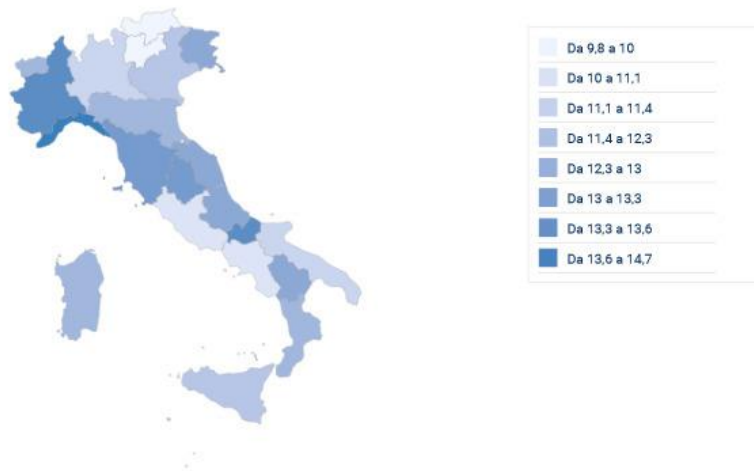 Da 9,8 a 10
Da 10 a 11,1
Da 11,1 a 11,4
Da 11,4 a 12,3
Da 12,3 a 13
Da 13 a 13,3
Da 13,3 a 13,6
Da 13,6 a 14,7